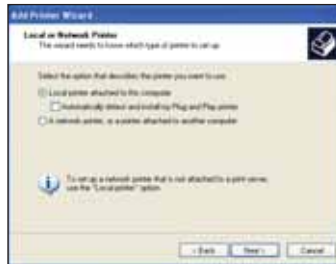 Add Printer Wizard
Local or Network Printer
The wizard needs to know which type of printer to set up.
Select the option that describes the printer you want to use:
Local printer attached to this computer
Automatically detect and install my Plug and Play printer
A network printer, or a printer attached to another computer
To set up a network printer that is not attached to a print server,
use the "Local printer" option.
< Back
Next >
Cancel